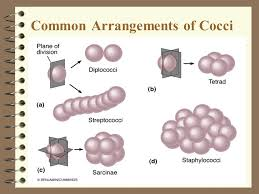 Common Arrangements of Cocci
Plane of
division
Diplococci
Tetrad
(a)
(b)
Streptococci
(c)
Sarcinae
(d)
Staphylococci